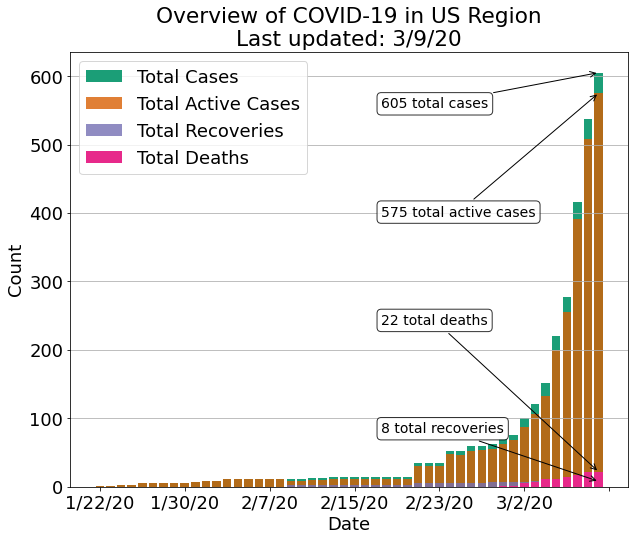 Overview of COVID-19 in US Region
Last updated: 3/9/20
Total Cases
Total Active Cases
Total Recoveries
Total Deaths
605 total cases
575 total active cases
22 total deaths
8 total recoveries
Count
600
500
400
300
200
100
0
1/22/20 1/30/20 2/7/20 2/15/20 2/23/20 3/2/20
Date